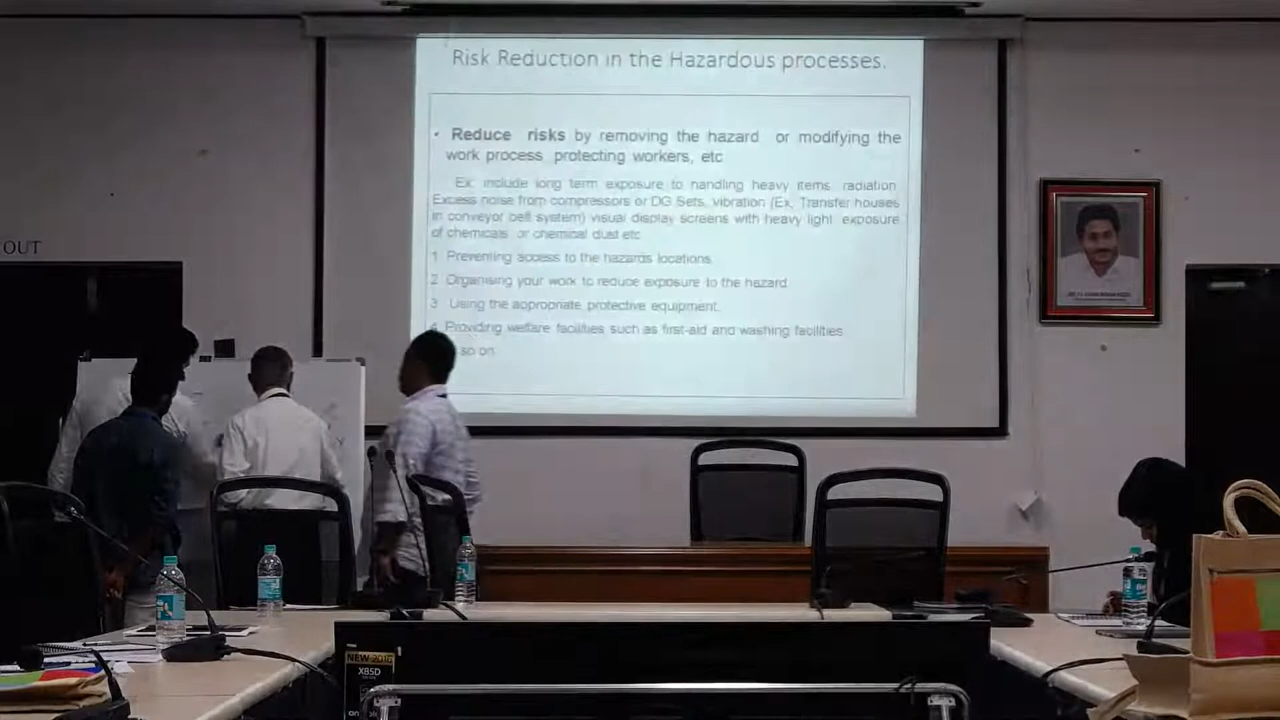 Risk Reduction in the Hazardous processes.
• Reduce risks by removing the hazard or modifying the
work process protecting workers, etc
Ex. include long term exposure to handling heavy items radiation
Excess noise from compressors or DG Sets, vibration (Ex, Transfer houses
in conveyor belt system) visual display screens with heavy light exposure
of chemicals or chemical dust etc
1 Preventing access to the hazards locations.
2 Organising your work to reduce exposure to the hazard
3 Using the appropriate protective equipment.
4 Providing welfare facilities such as first-aid and washing facilities
so on
OUT
NEW 2016
X85D